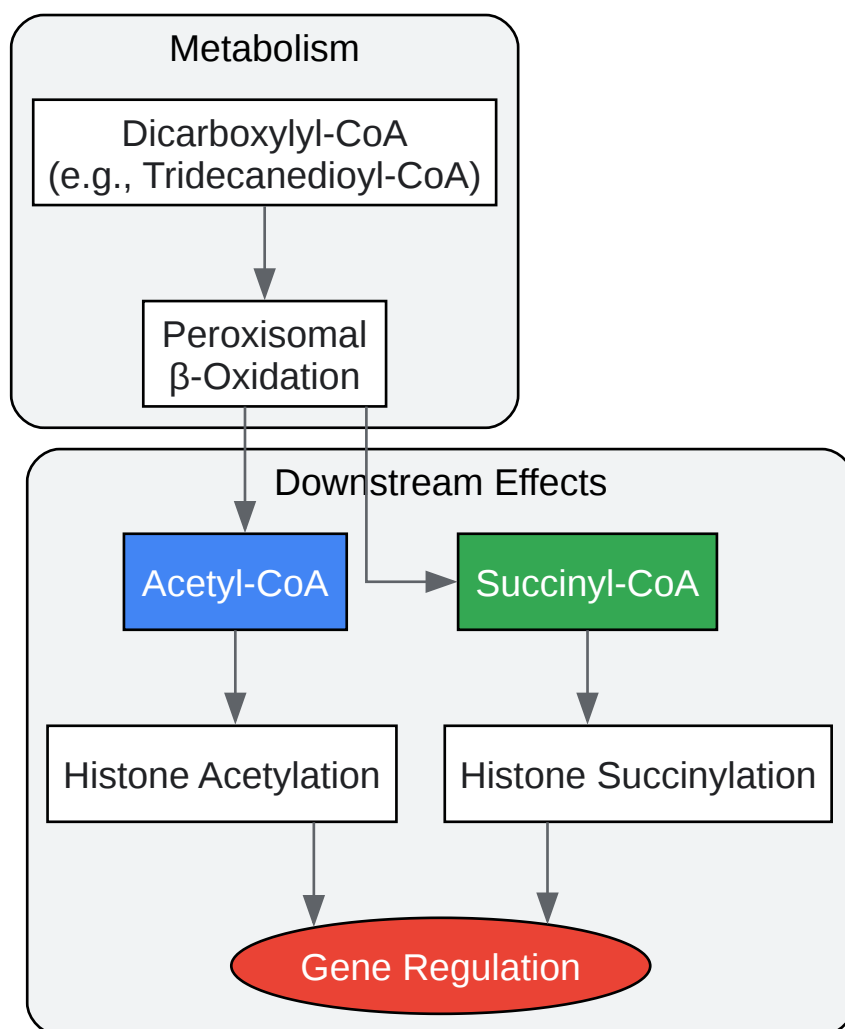 Metabolism
Dicarboxylyl-CoA
(e.g., Tridecanedioyl-CoA)
Peroxisomal
β-Oxidation
Downstream Effects
Acetyl-CoA
Succinyl-CoA
Histone Acetylation
Histone Succinylation
Gene Regulation